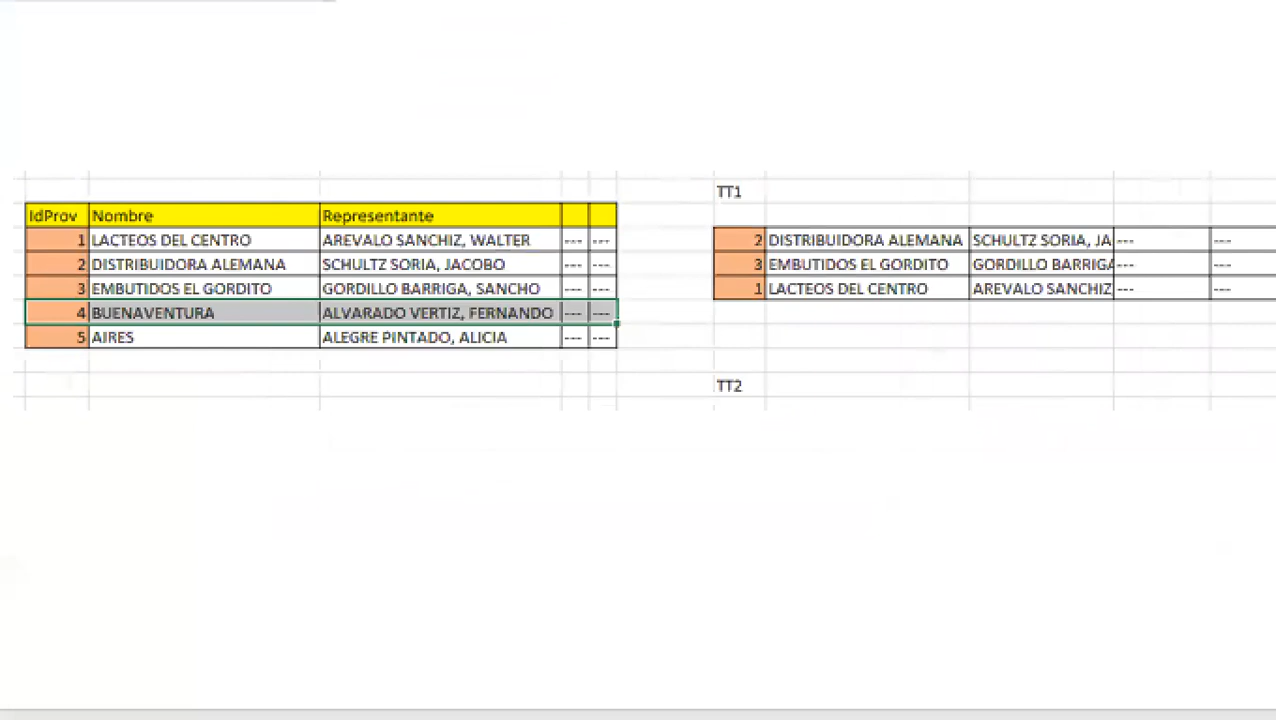 IdProv Nombre Representante
1 LACTEOS DEL CENTRO AREVALO SANCHIZ, WALTER --- ---
2 DISTRIBUIDORA ALEMANA SCHULTZ SORIA, JACOBO --- ---
3 EMBUTIDOS EL GORDITO GORDILLO BARRIGA, SANCHO --- ---
4 BUENAVENTURA ALVARADO VERTIZ, FERNANDO --- ---
5 AIRES ALEGRE PINTADO, ALICIA --- ---
TT1
2 DISTRIBUIDORA ALEMANA SCHULTZ SORIA, JA --- ---
3 EMBUTIDOS EL GORDITO GORDILLO BARRIGA --- ---
1 LACTEOS DEL CENTRO AREVALO SANCHIZ --- ---
TT2